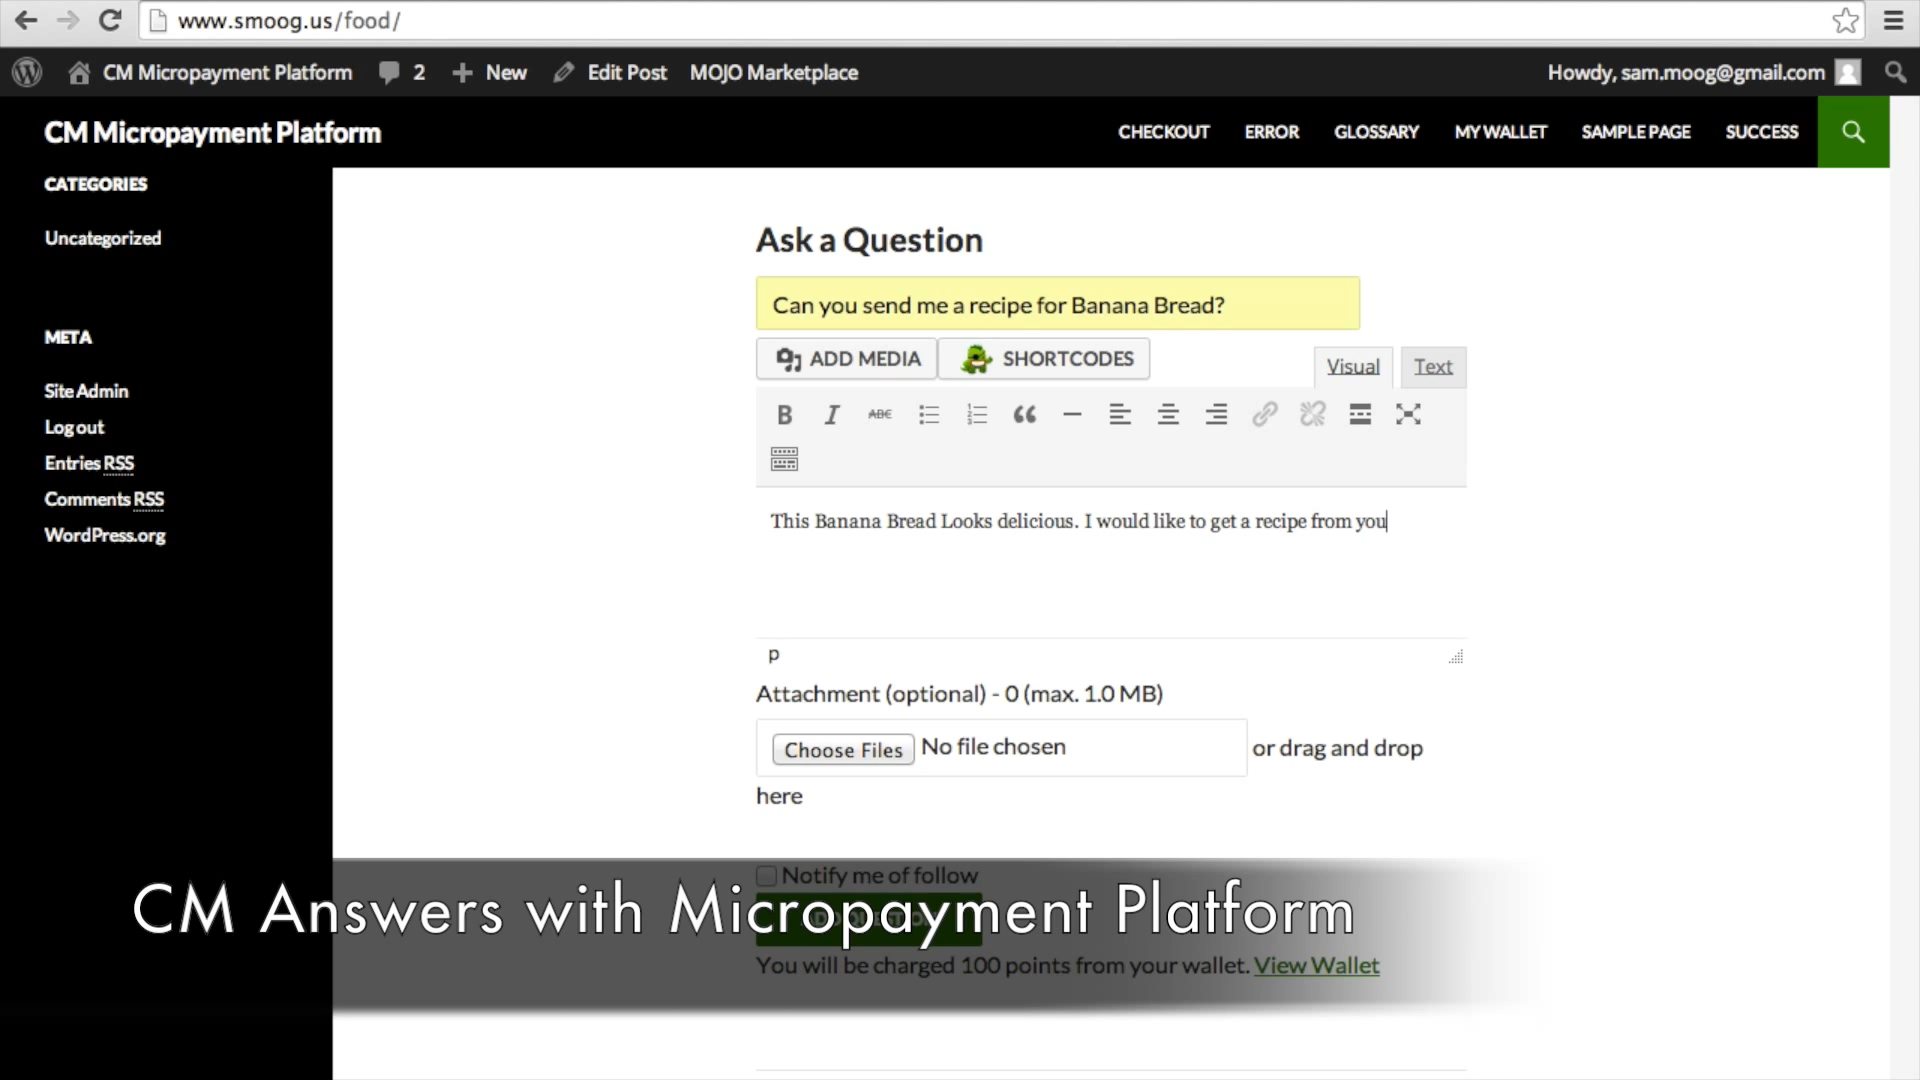 www.smoog.us/food/
CM Micropayment Platform 2 New Edit Post MOJO Marketplace Howdy, sam.moog@gmail.com
CM Micropayment Platform CHECKOUT ERROR GLOSSARY MY WALLET SAMPLE PAGE SUCCESS
CATEGORIES
Uncategorized
META
Site Admin
Log out
Entries RSS
Comments RSS
WordPress.org
Ask a Question
Can you send me a recipe for Banana Bread?
ADD MEDIA SHORTCODES Visual Text
B I ABC
This Banana Bread Looks delicious. I would like to get a recipe from you
p
Attachment (optional) - 0 (max. 1.0 MB)
Choose Files No file chosen or drag and drop
here
Notify me of follow
CM Answers with Micropayment Platform
You will be charged 100 points from your wallet. View Wallet